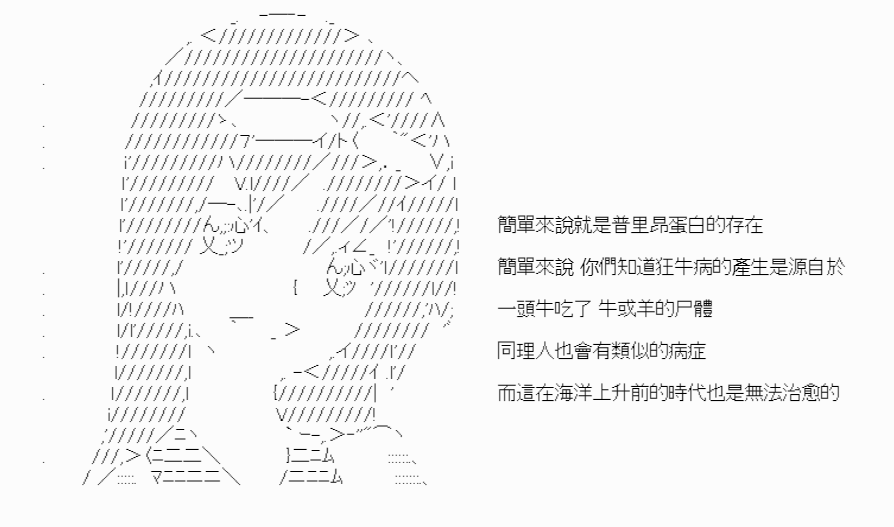 簡單來說就是普里昂蛋白的存在
簡單來說 你們知道狂牛病的產生是源自於
一頭牛吃了 牛或羊的尸體
同理人也會有類似的病症
而這在海洋上升前的時代也是無法治愈的